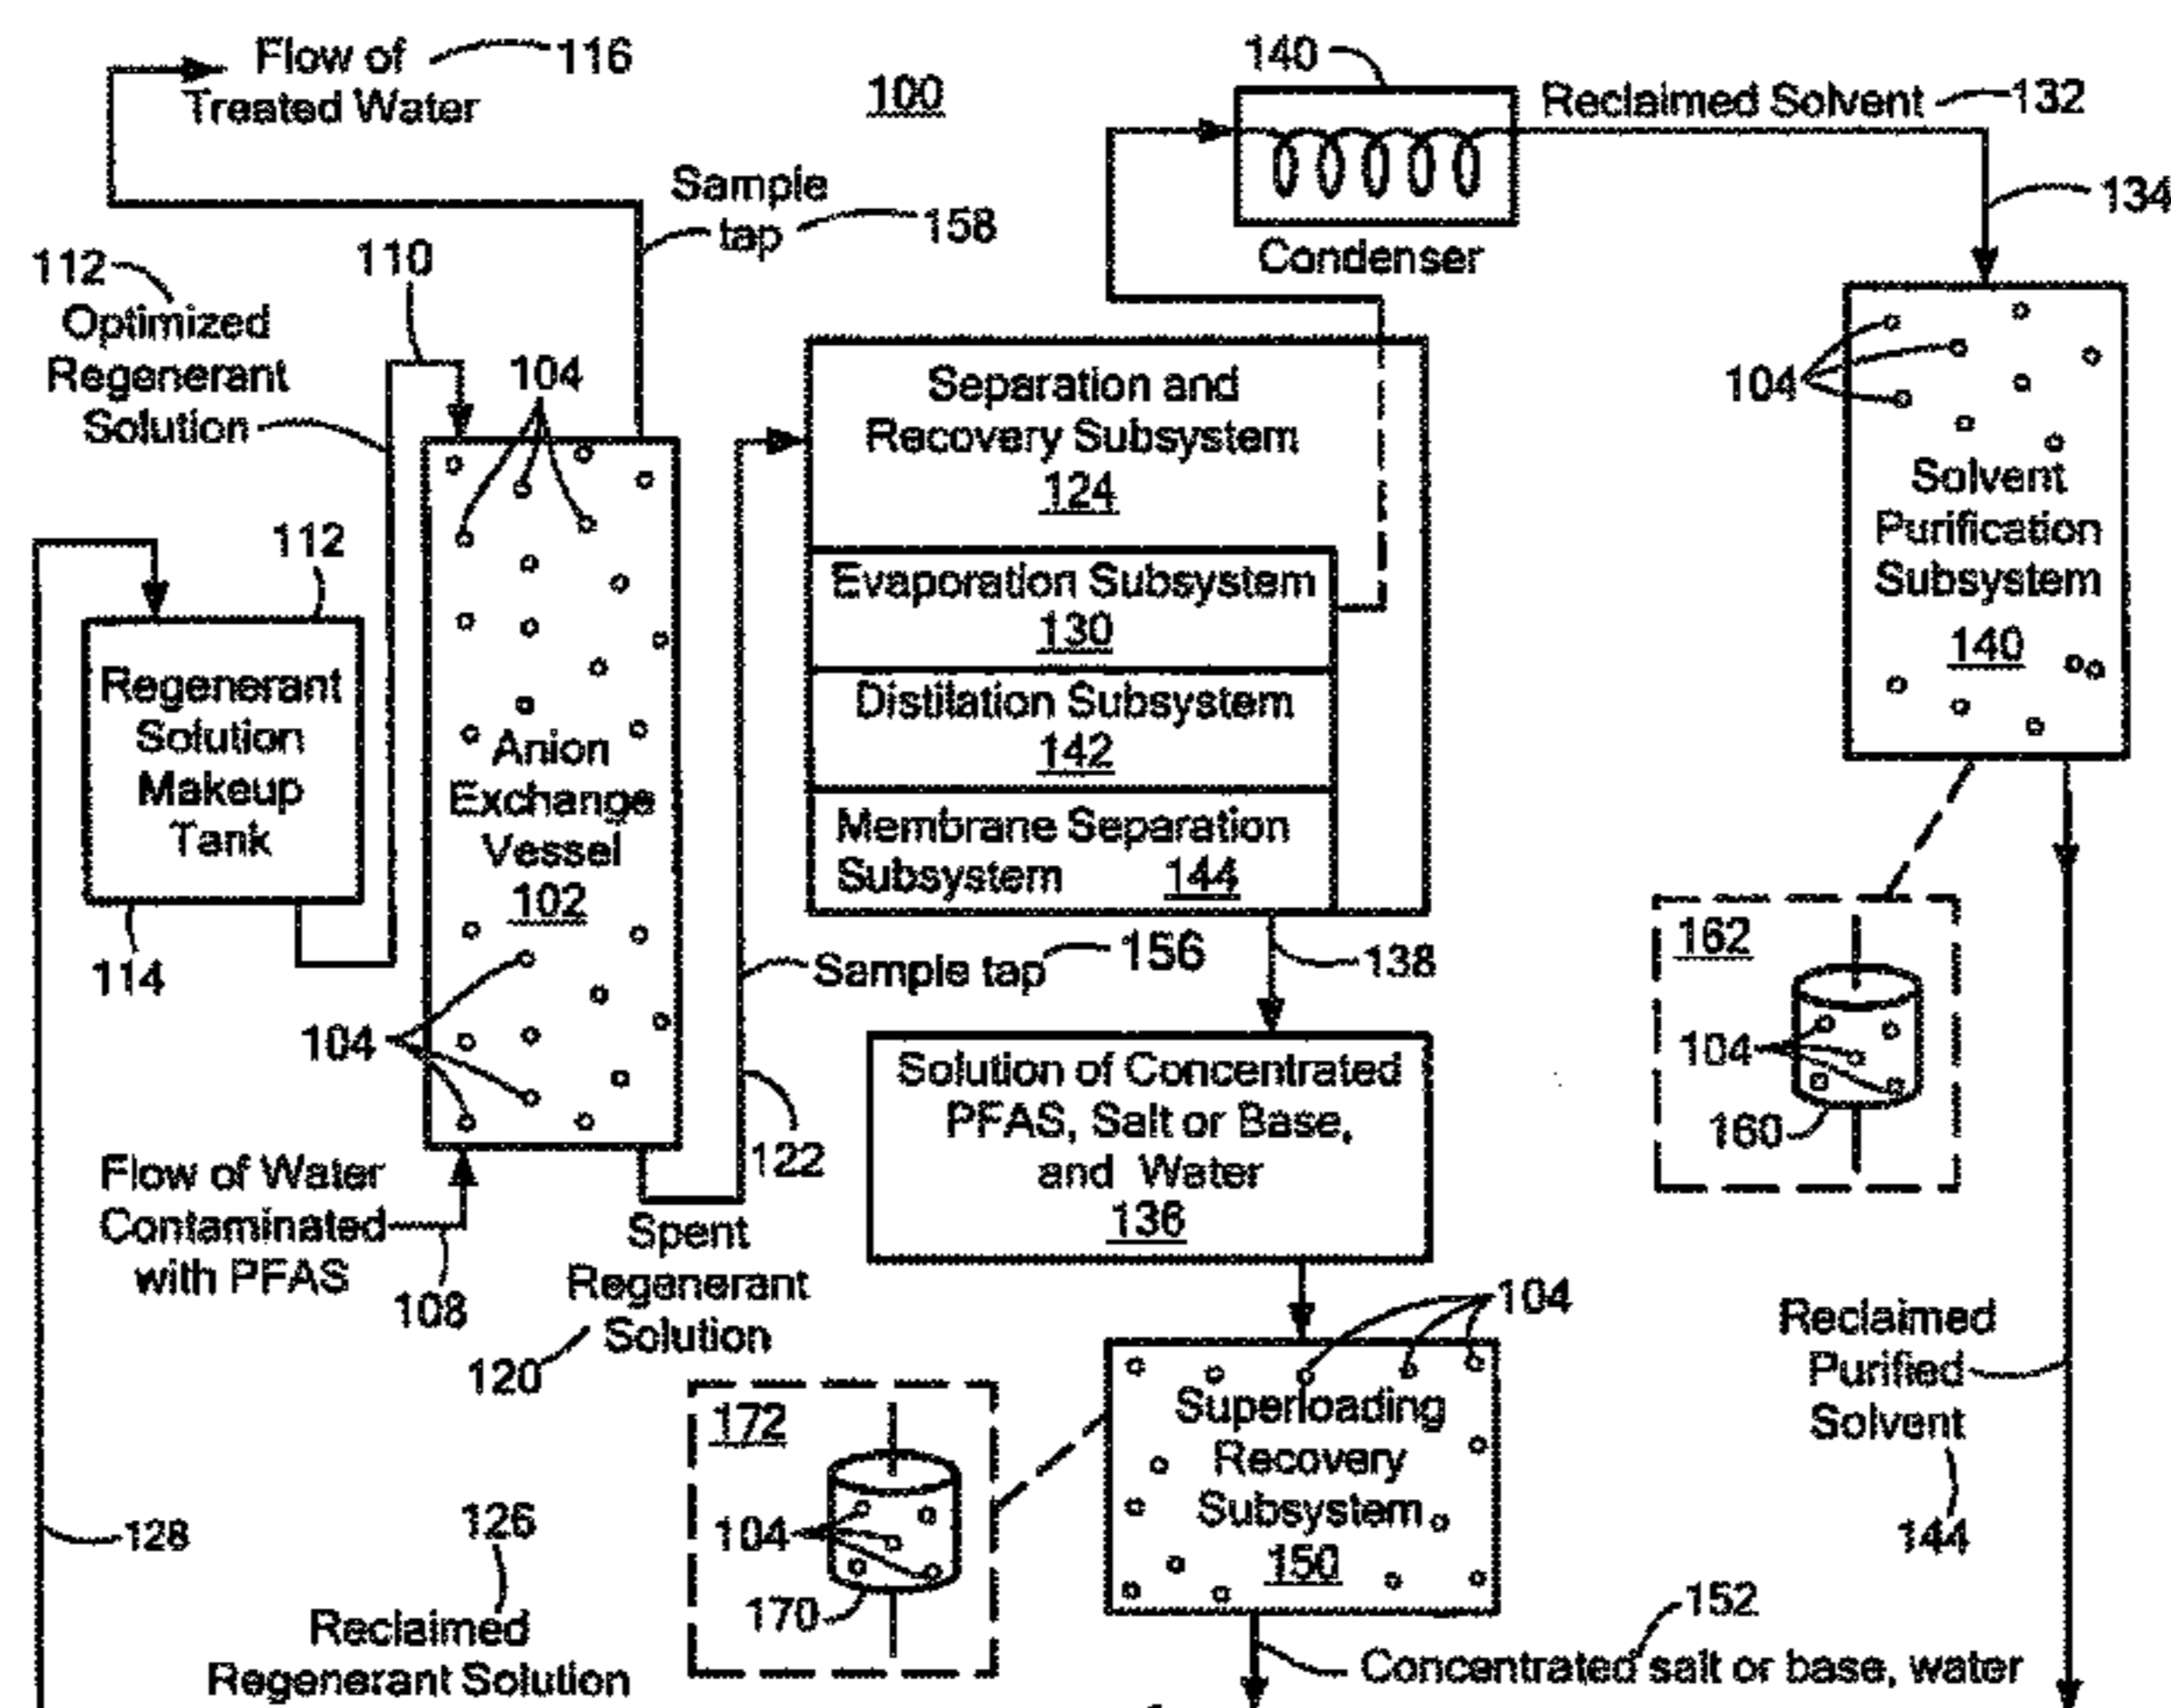 Flow of
Treated Water
116
100
140
Condenser
Reclaimed Solvent
132
134
Sample
tap
158
112
Optimized
Regenerant
Solution
110
104
Separation and
Recovery Subsystem
124
Evaporation Subsystem
130
Distilation Subsystem
142
Membrane Separation
Subsystem 144
104
Solvent
Purification
Subsystem
140
112
Regenerant
Solution
Makeup
Tank
114
Anion
Exchange
Vessel
102
104
Sample tap 156
138
162
104
160
Solution of Concentrated
PFAS, Salt or Base,
and Water
136
122
Flow of Water
Contaminated
with PFAS
108
Spent
Regenerant
Solution
120
104
Superloading
Recovery
Subsystem
150
172
104
170
Reclaimed
Purified
Solvent
144
128
126
Reclaimed
Regenerant Solution
152
Concentrated salt or base, water